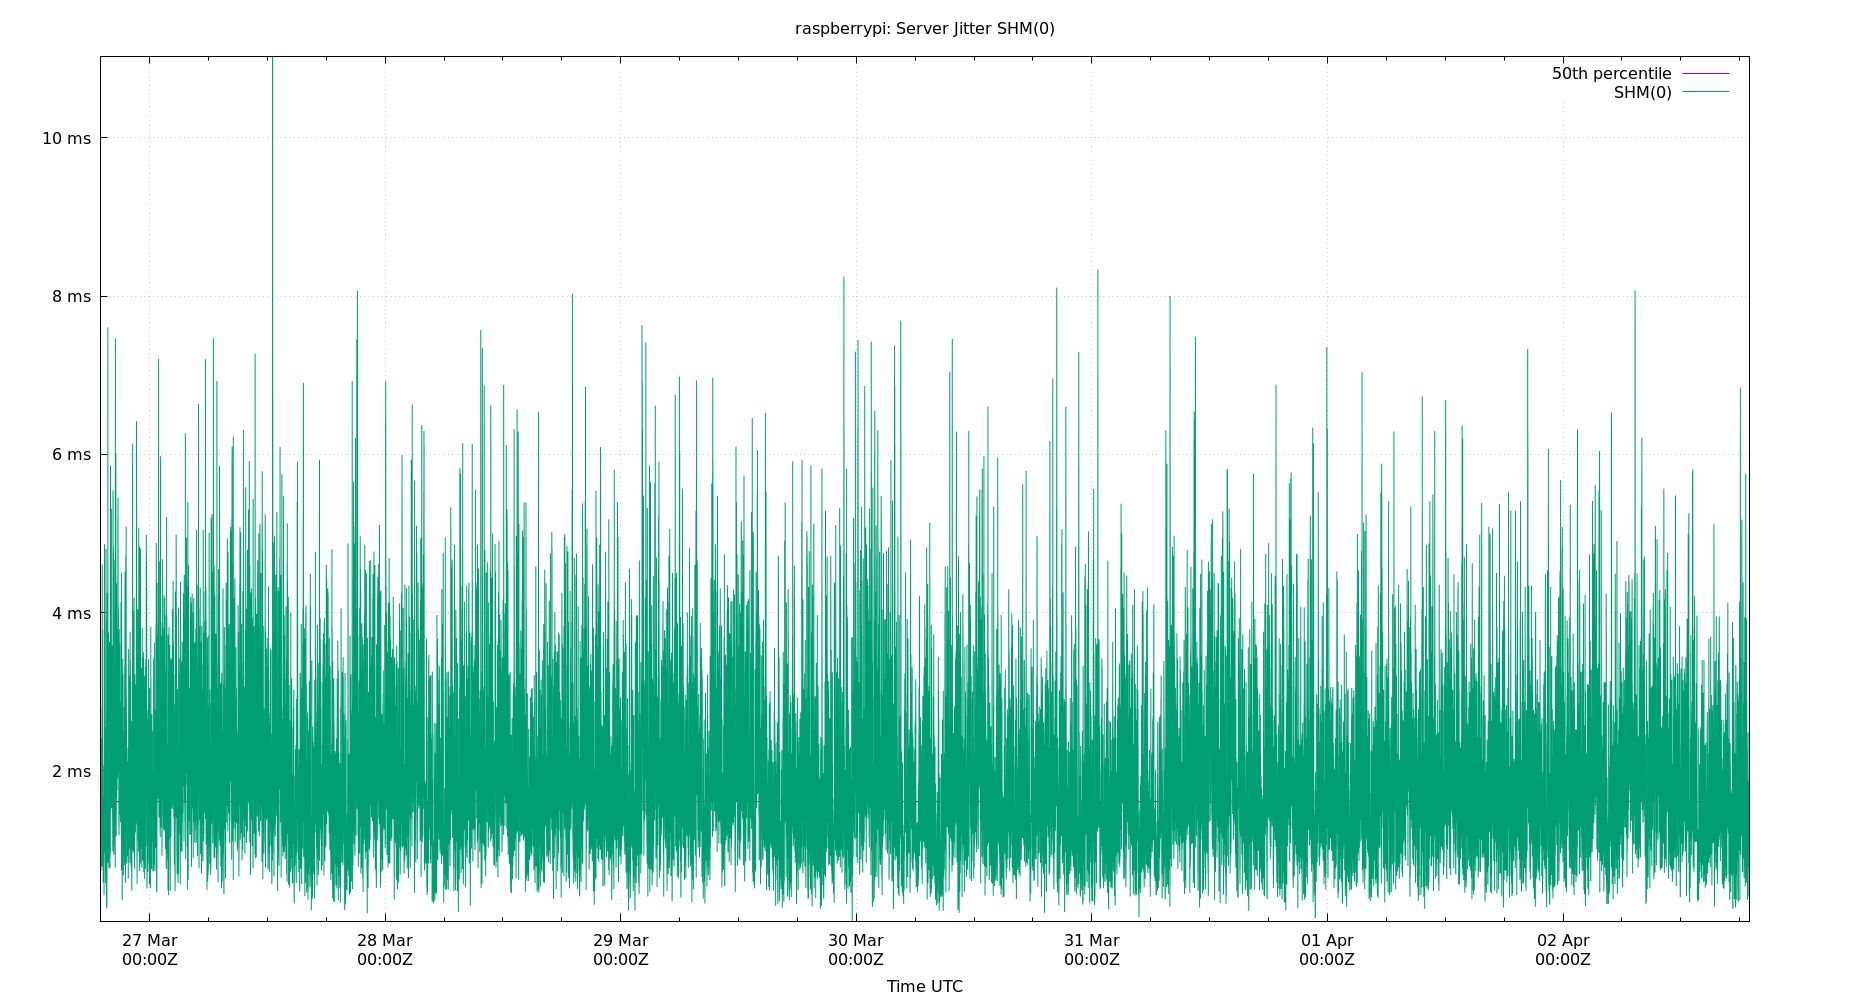 raspberrypi: Server Jitter SHM(0)
50th percentile
SHM(0)
10 ms
8 ms
6 ms
4 ms
2 ms
27 Mar 28 Mar 29 Mar 30 Mar 31 Mar 01 Apr 02 Apr
00:00Z 00:00Z 00:00Z 00:00Z 00:00Z 00:00Z 00:00Z
Time UTC